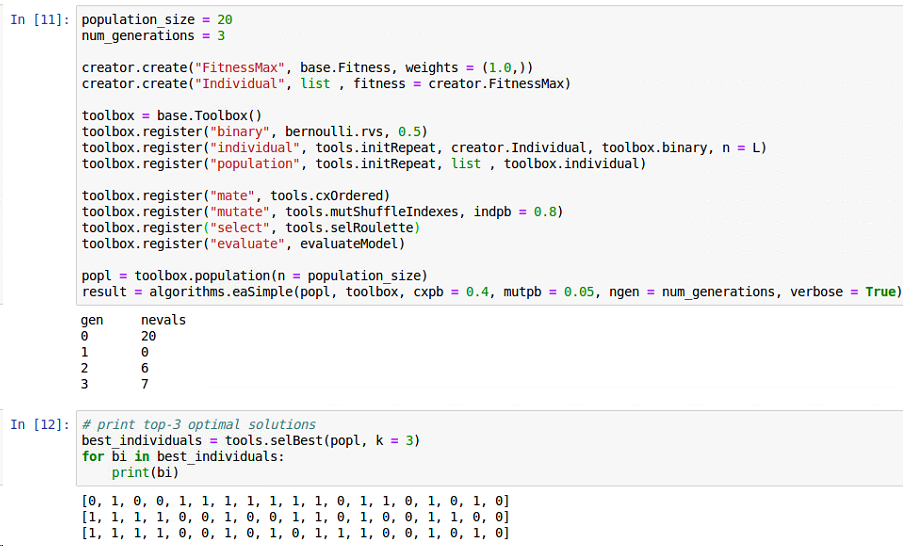 In [11]: population_size = 20
num_generations = 3
creator.create("FitnessMax", base.Fitness, weights = (1.0,))
creator.create("Individual", list , fitness = creator.FitnessMax)
toolbox = base.Toolbox()
toolbox.register("binary", bernoulli.rvs, 0.5)
toolbox.register("individual", tools.initRepeat, creator.Individual, toolbox.binary, n = L)
toolbox.register("population", tools.initRepeat, list , toolbox.individual)
toolbox.register("mate", tools.cxOrdered)
toolbox.register("mutate", tools.mutShuffleIndexes, indpb = 0.8)
toolbox.register("select", tools.selRoulette)
toolbox.register("evaluate", evaluateModel)
popl = toolbox.population(n = population_size)
result = algorithms.eaSimple(popl, toolbox, cxpb = 0.4, mutpb = 0.05, ngen = num_generations, verbose = True)
gen nevals
0 20
1 0
2 6
3 7
In [12]: # print top-3 optimal solutions
best_individuals = tools.selBest(popl, k = 3)
for bi in best_individuals:
print(bi)
[0, 1, 0, 0, 1, 1, 1, 1, 1, 1, 1, 0, 1, 1, 0, 1, 0, 1, 0]
[1, 1, 1, 1, 0, 0, 1, 0, 0, 1, 1, 0, 1, 0, 0, 1, 1, 0, 0]
[1, 1, 1, 1, 0, 0, 1, 0, 1, 0, 1, 1, 1, 0, 0, 1, 0, 1, 0]